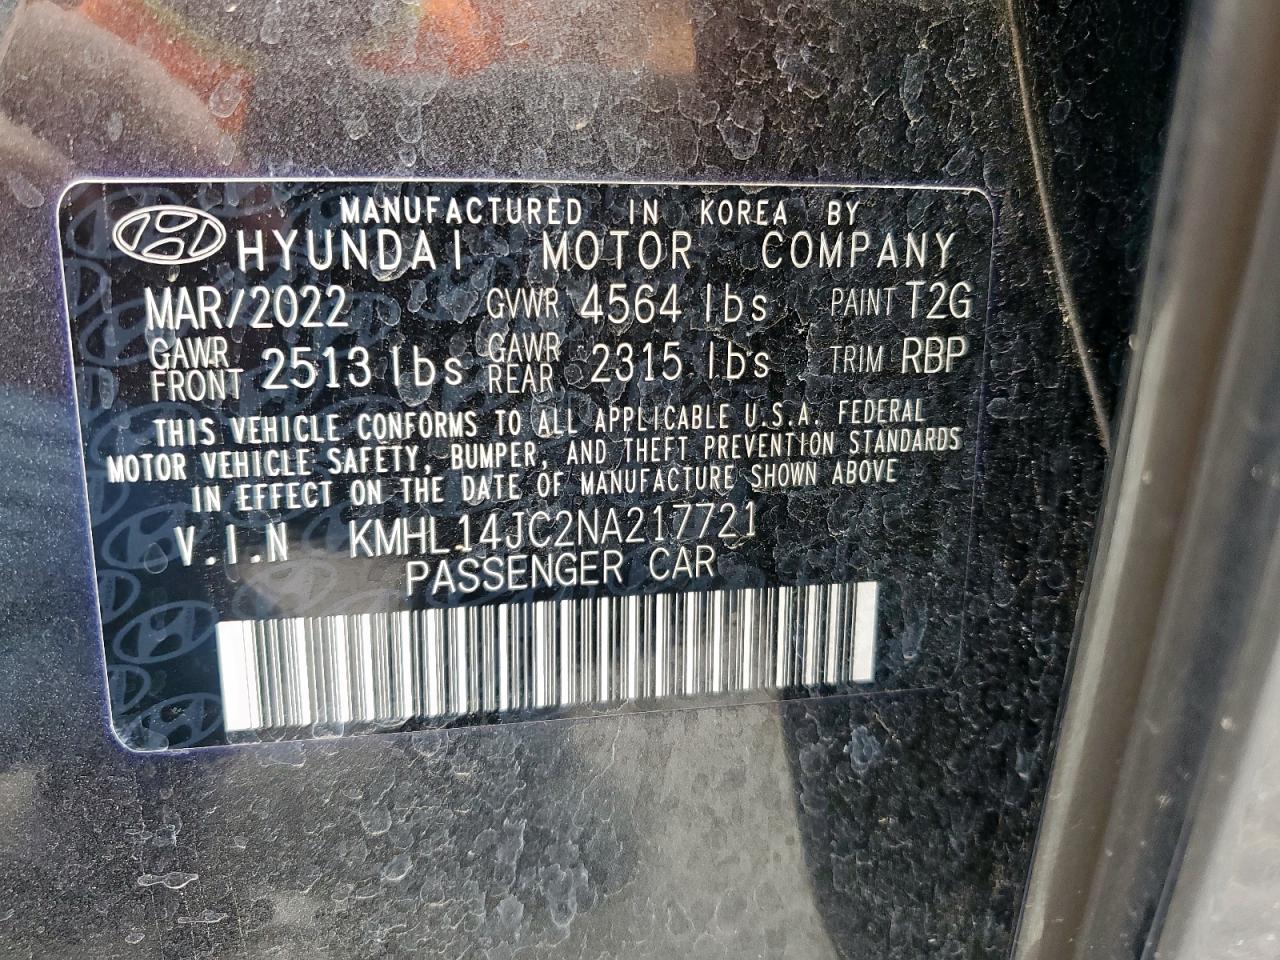 MANUFACTURED IN KOREA BY
HYUNDAI MOTOR COMPANY
MAR/2022 GVWR 4564 lbs PAINT T2G
GAWR FRONT 2513 lbs GAWR REAR 2315 lbs TRIM RBP
THIS VEHICLE CONFORMS TO ALL APPLICABLE U.S.A. FEDERAL
MOTOR VEHICLE SAFETY, BUMPER, AND THEFT PREVENTION STANDARDS
IN EFFECT ON THE DATE OF MANUFACTURE SHOWN ABOVE
V.I.N KMHL14JC2NA217721
PASSENGER CAR